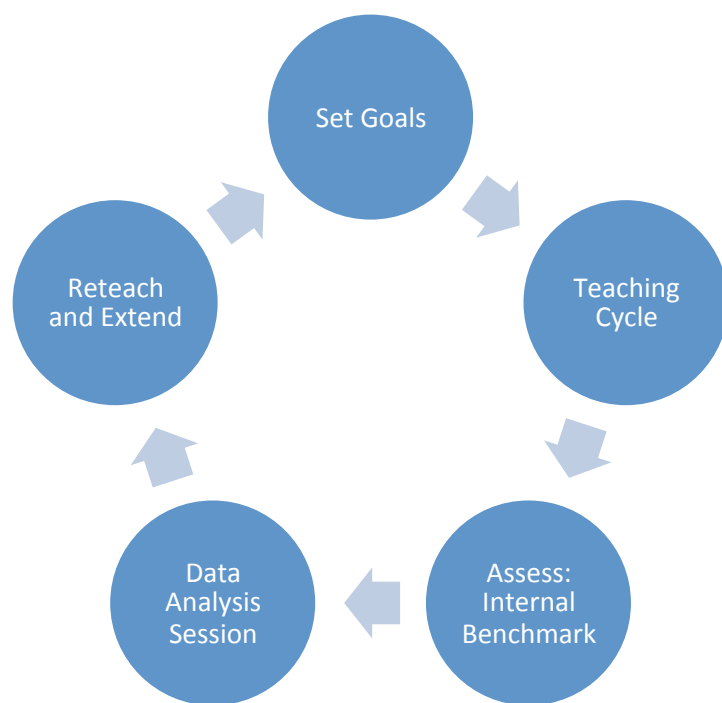 Set Goals
Teaching
Cycle
Assess:
Internal
Benchmark
Data
Analysis
Session
Reteach
and Extend